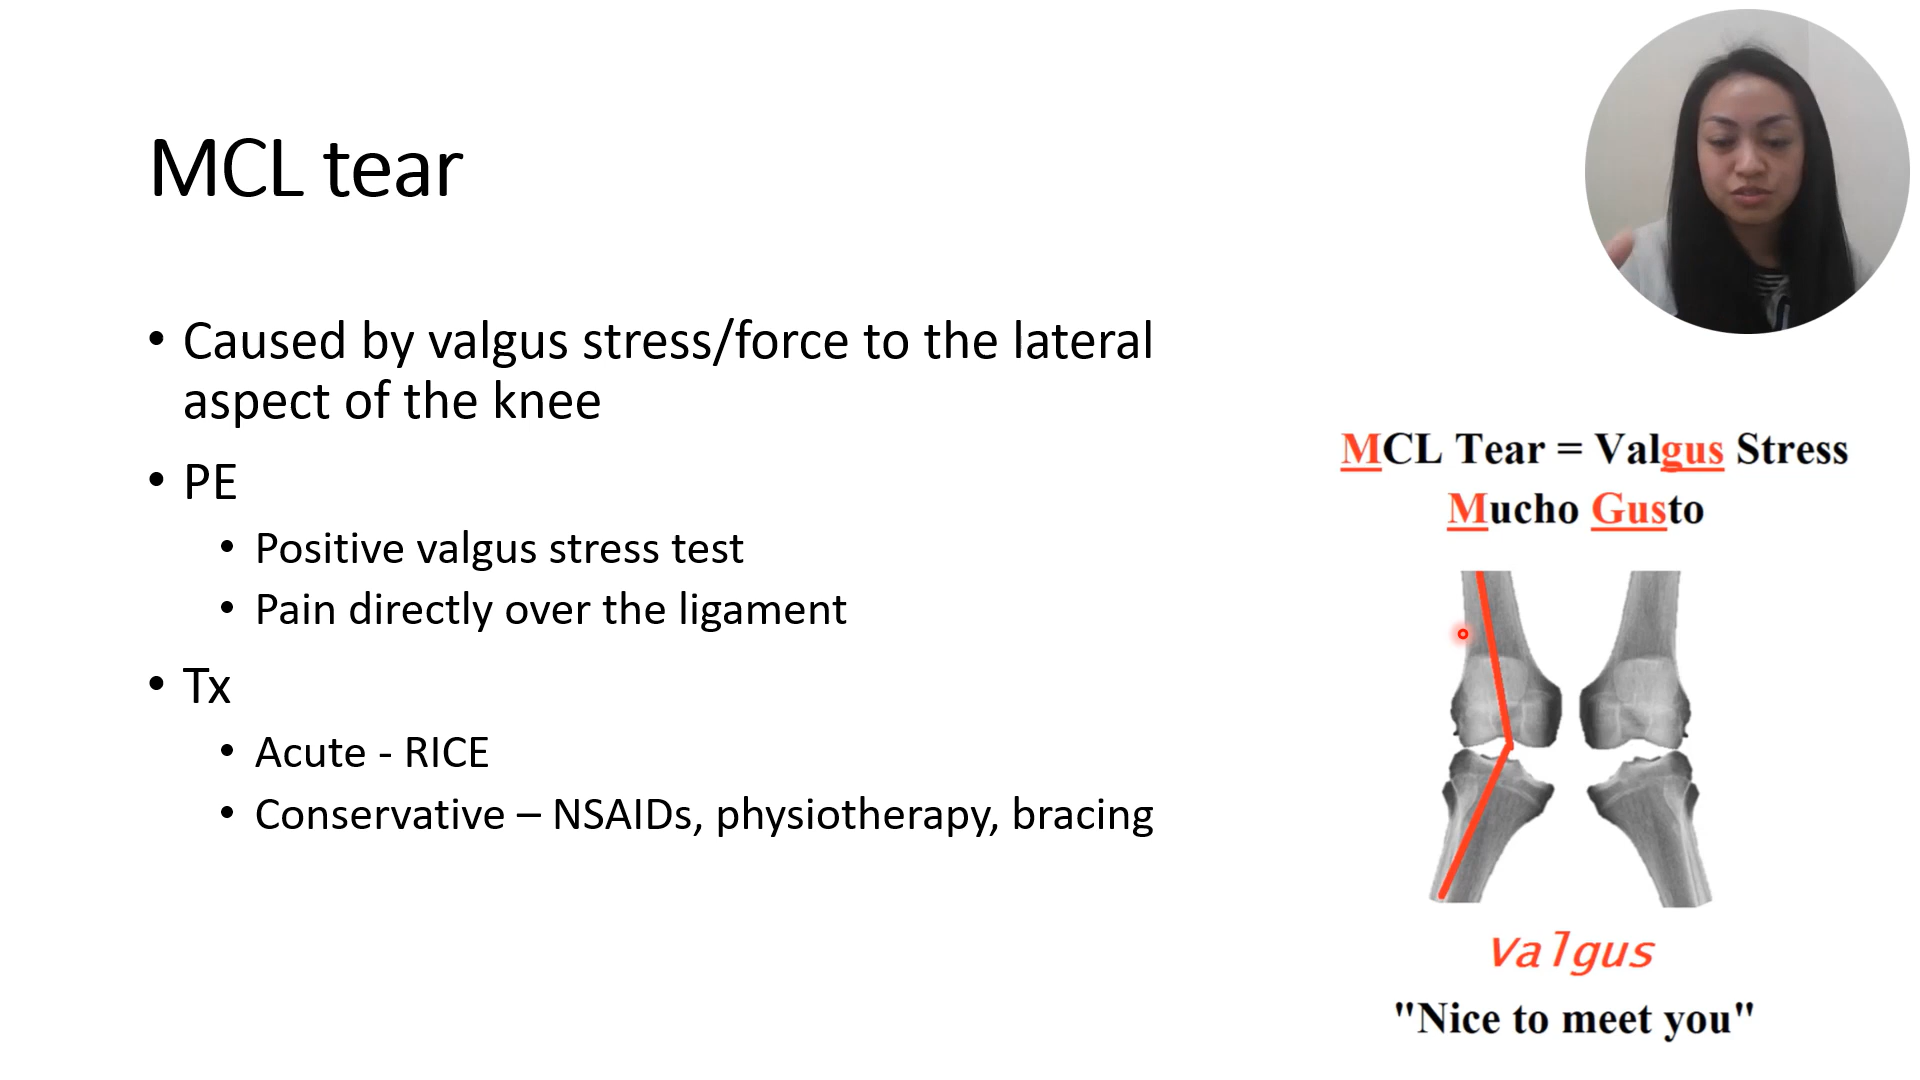 MCL tear
• Caused by valgus stress/force to the lateral
aspect of the knee
• PE
• Positive valgus stress test
• Pain directly over the ligament
• Tx
• Acute - RICE
• Conservative – NSAIDs, physiotherapy, bracing
MCL Tear = Valgus Stress
Mucho Gusto
valgus
"Nice to meet you"